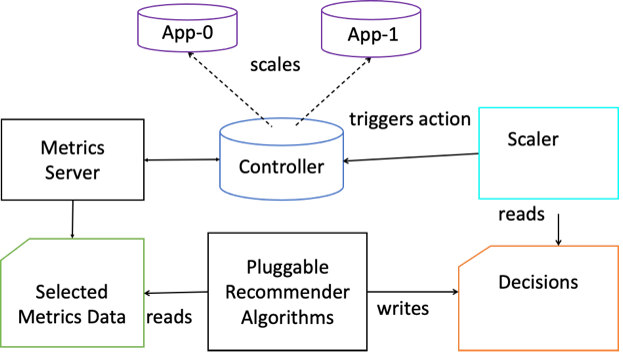 App-0
App-1
scales
triggers action
Metrics
Server
Controller
Scaler
reads
Selected
Metrics Data
reads
Pluggable
Recommender
Algorithms
writes
Decisions